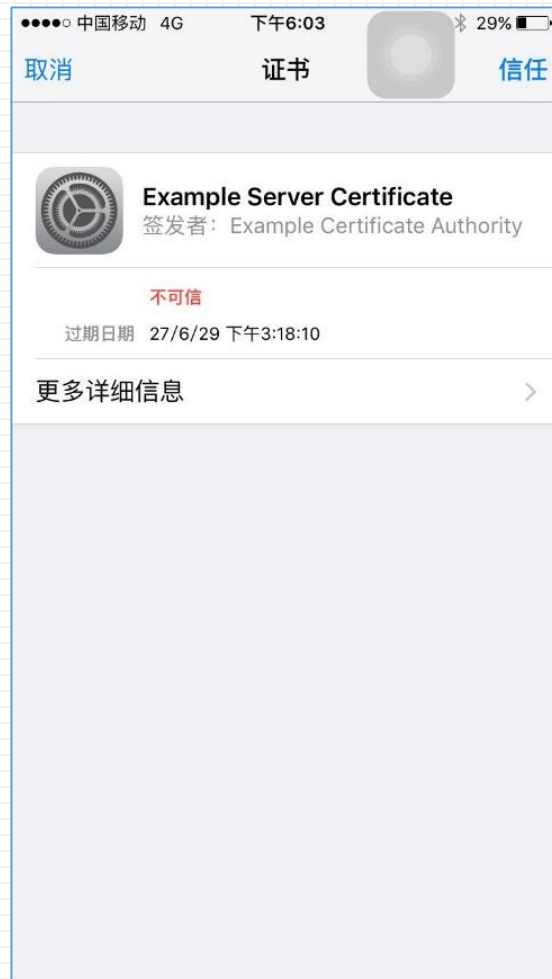 中国移动 4G 下午6:03 29%
取消 证书 信任
Example Server Certificate
签发者: Example Certificate Authority
不可信
过期日期 27/6/29 下午3:18:10
更多详细信息